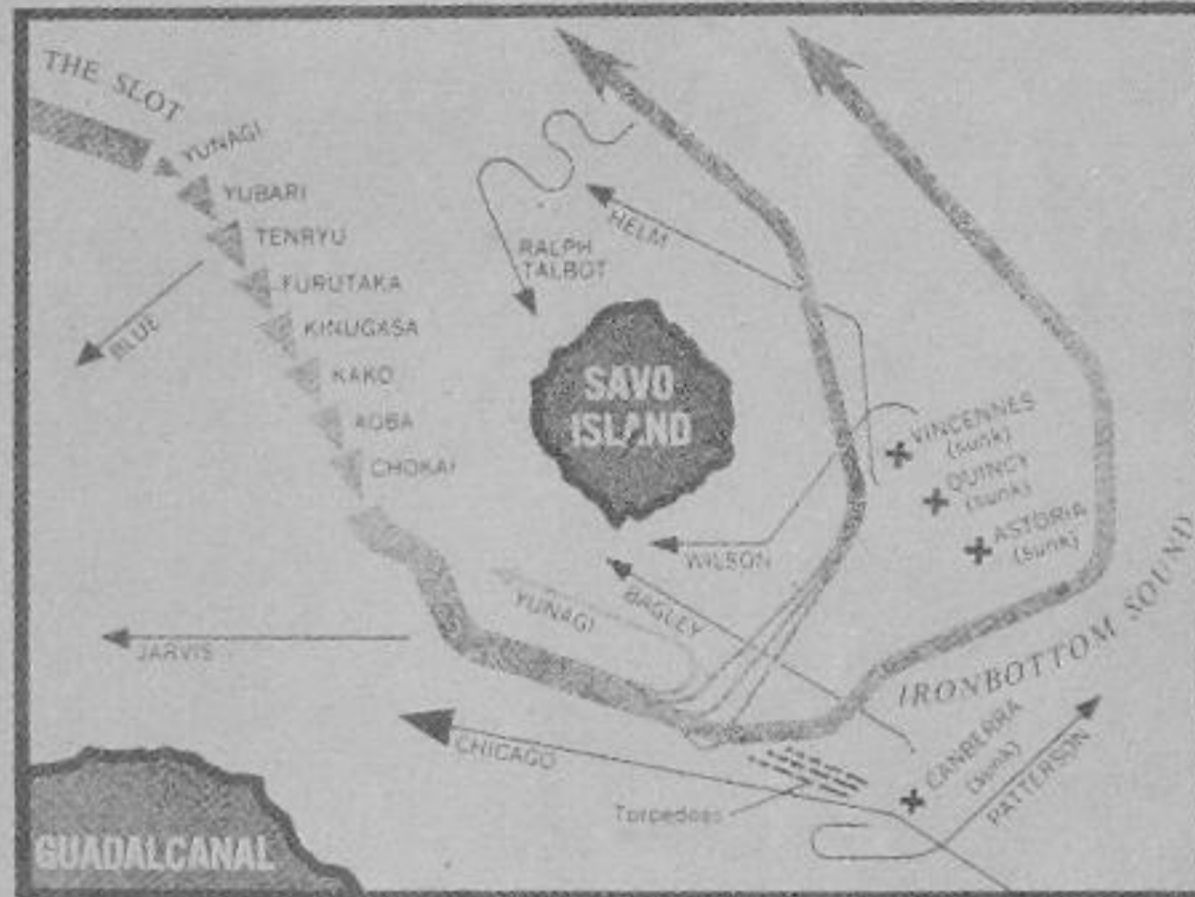 THE SLOT
YUNAGI
YUBARI
TENRYU
FURUTAKA
KINUGASA
KAKO
AOBA
CHOKAI
BLUE
HELM
RALPH
TALBOT
SAVO
ISLAND
VINCENNES
(sunk)
QUINCY
(sunk)
ASTORIA
(sunk)
WILSON
BAGLEY
YUNAGI
JARVIS
IRONBOTTOM SOUND
CHICAGO
CANBERRA
(sunk)
PATTERSON
Torpedoes
GUADALCANAL